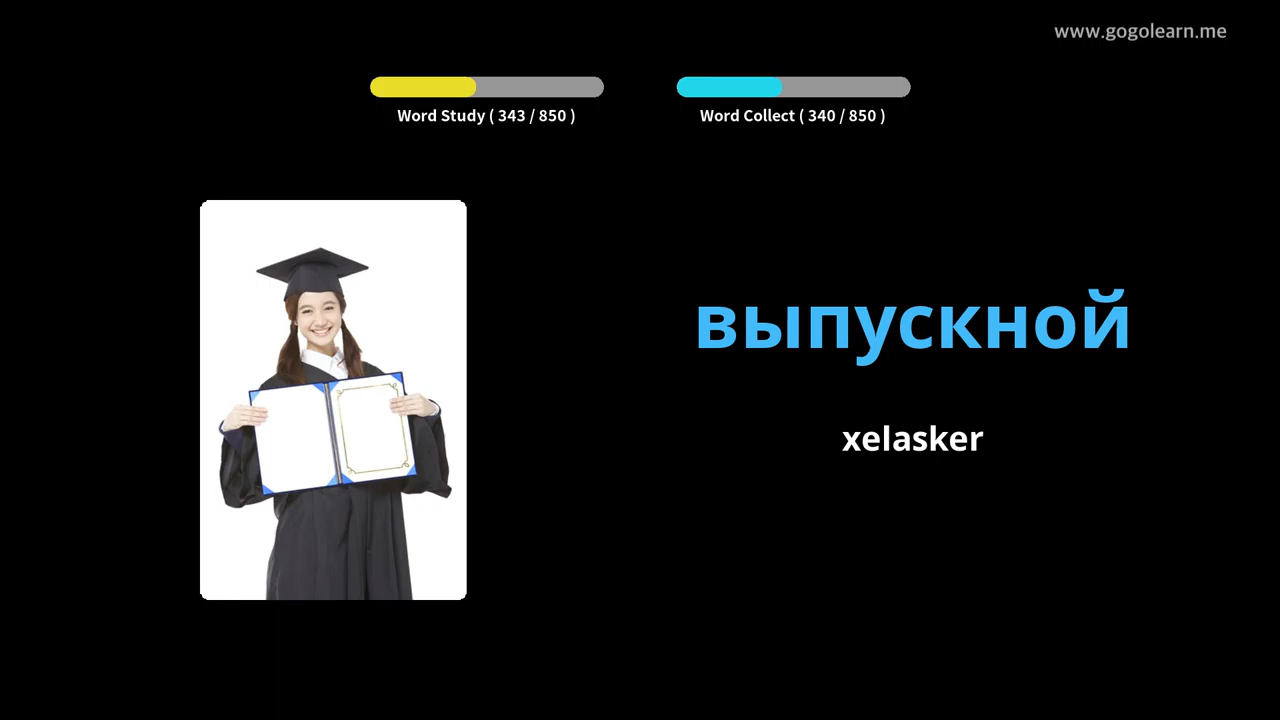 www.gogolearn.me
Word Study ( 343 / 850 )
Word Collect ( 340 / 850 )
выпускной
xelasker